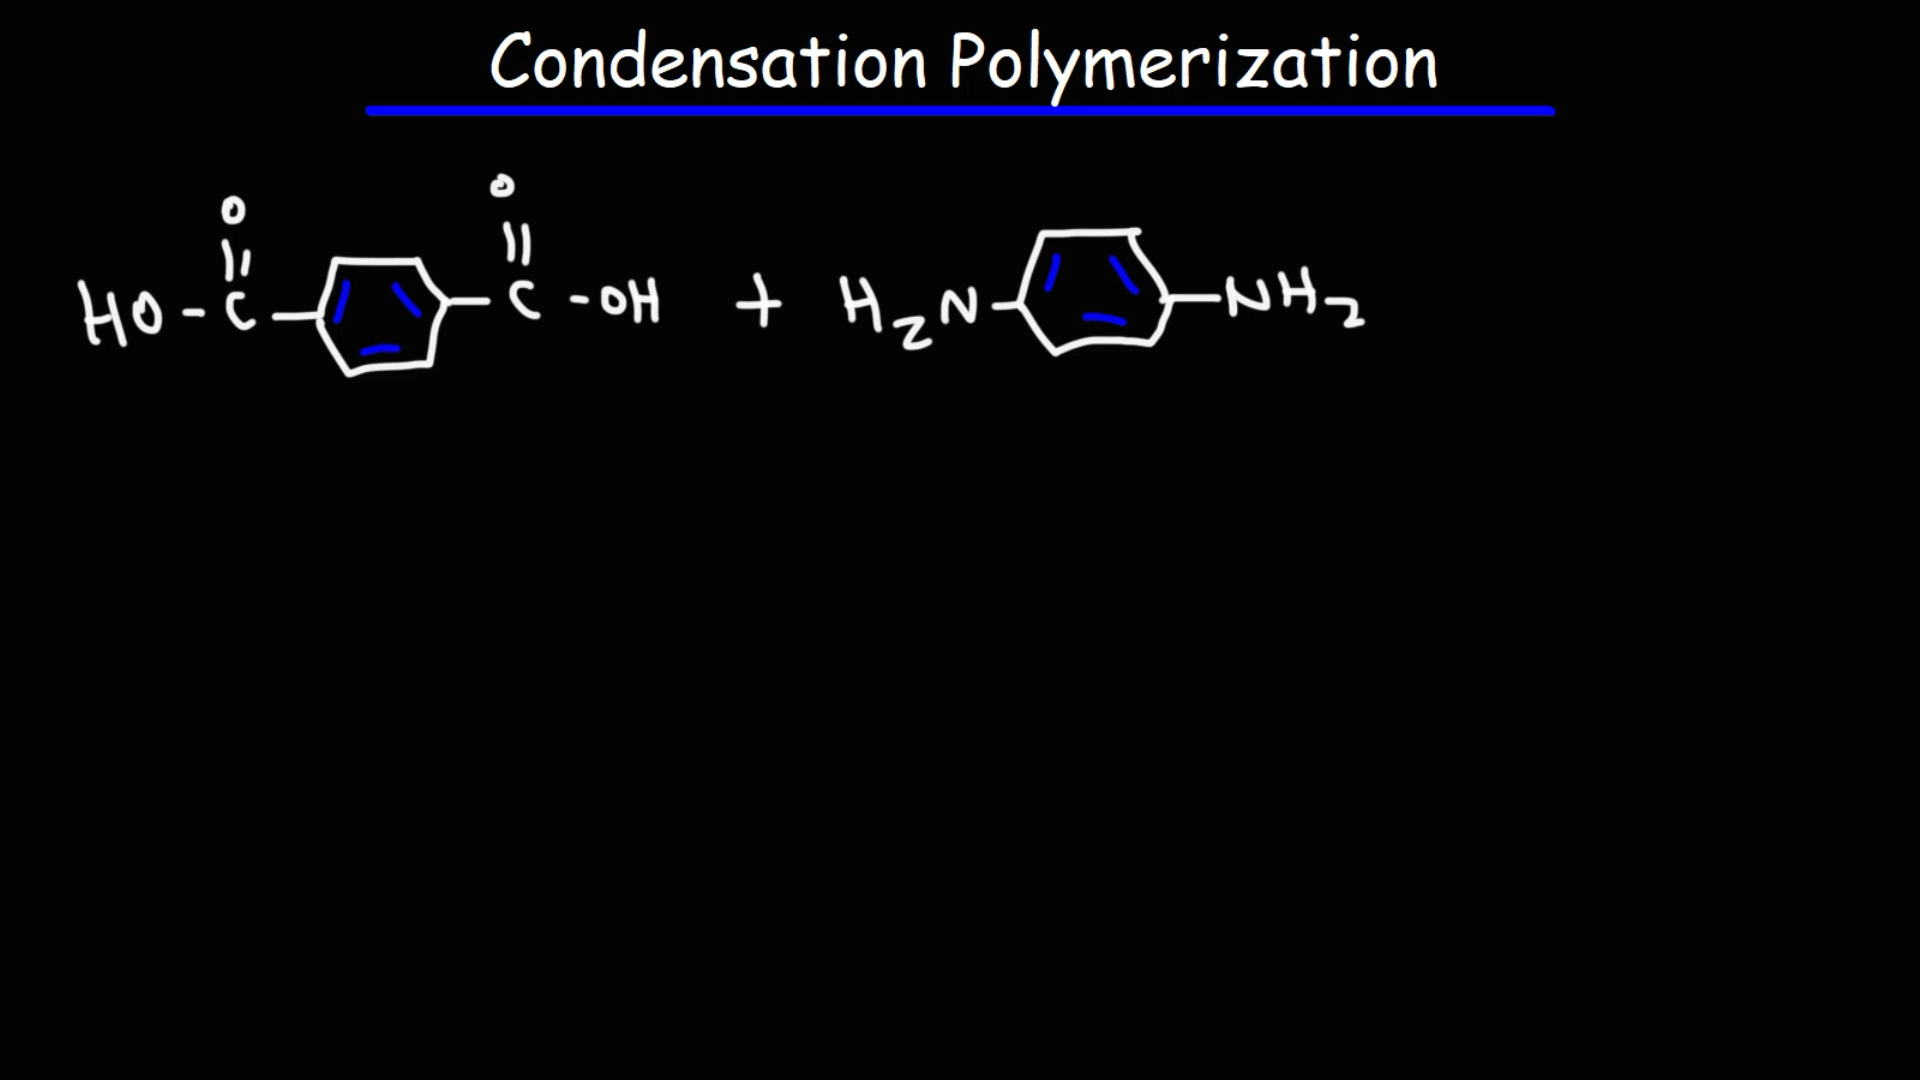 Condensation Polymerization
O O
HO - C - C - OH + H2N - NH2